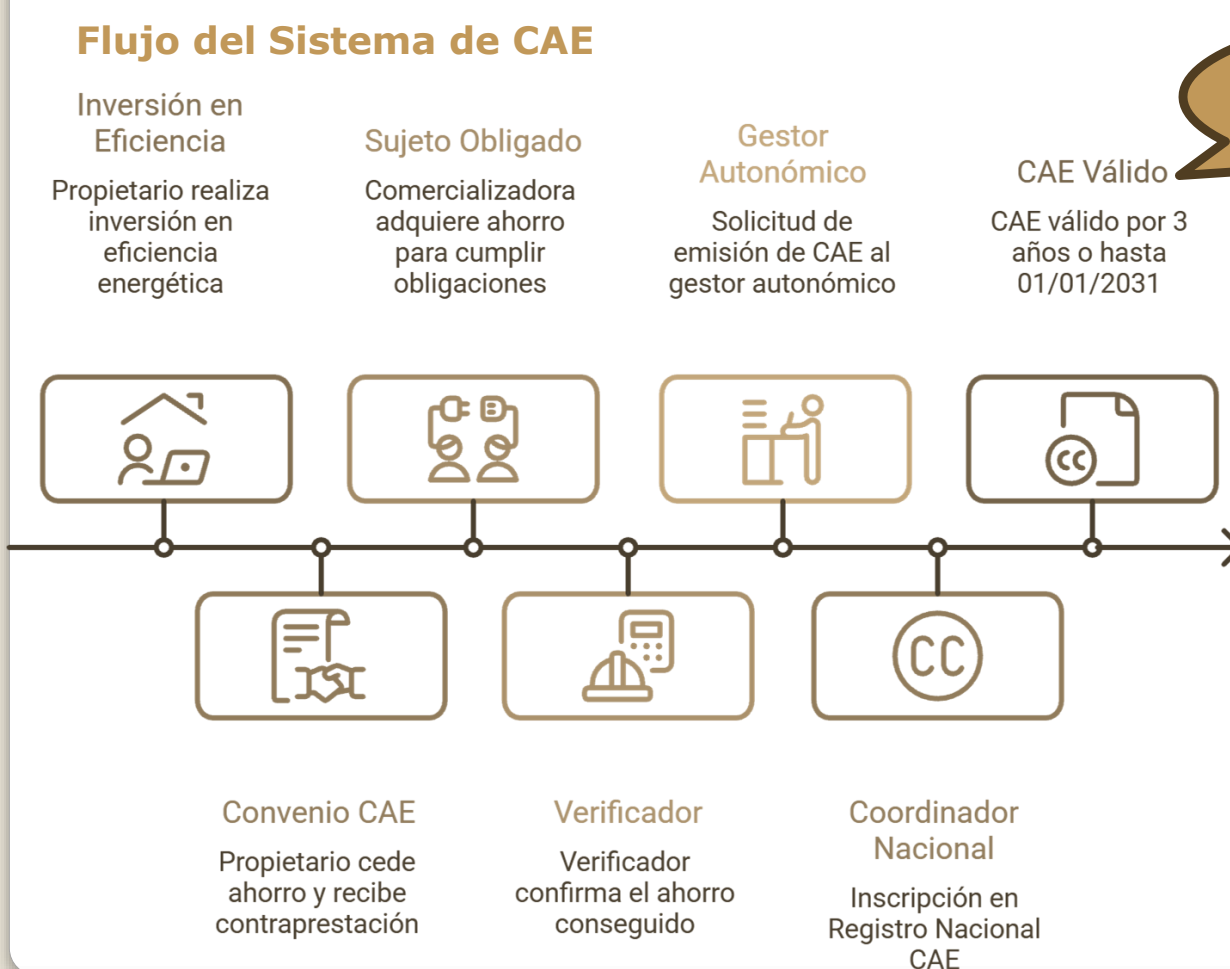 Flujo del Sistema de CAE
Inversión en
Eficiencia
Propietario realiza
inversión en
eficiencia
energética
Sujeto Obligado
Comercializadora
adquiere ahorro
para cumplir
obligaciones
Gestor
Autonómico
Solicitud de
emisión de CAE al
gestor autonómico
CAE Válido
CAE válido por 3
años o hasta
01/01/2031
CC
CC
Convenio CAE
Propietario cede
ahorro y recibe
contraprestación
Verificador
Verificador
confirma el ahorro
conseguido
Coordinador
Nacional
Inscripción en
Registro Nacional
CAE